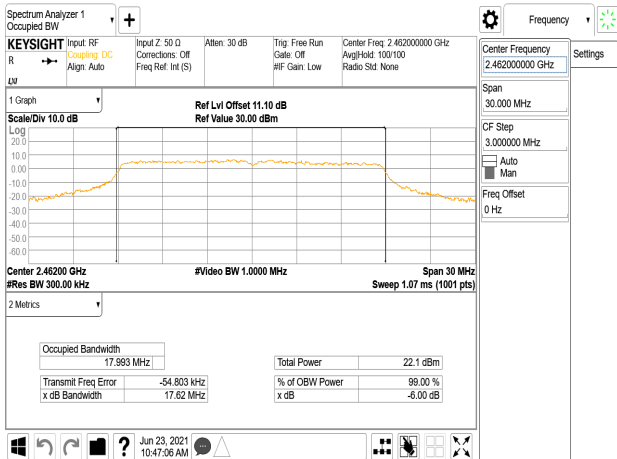 Spectrum Analyzer 1
Occupied BW
Frequency
KEYSIGHT
R
Input: RF
Coupling: DC
Align: Auto
Input Z: 50 Ω
Corrections: Off
Freq Ref: Int (S)
Atten: 30 dB
Trig: Free Run
Gate: Off
#IF Gain: Low
Center Freq: 2.462000000 GHz
Avg|Hold: 100/100
Radio Std: None
Center Frequency
2.462000000 GHz
Settings
Span
30.000 MHz
CF Step
3.000000 MHz
Auto
Man
Freq Offset
0 Hz
1 Graph
Scale/Div 10.0 dB
Ref Lvl Offset 11.10 dB
Ref Value 30.00 dBm
Log
20.0
10.0
0.00
-10.0
-20.0
-30.0
-40.0
-50.0
-60.0
Center 2.46200 GHz
#Video BW 1.0000 MHz
Span 30 MHz
#Res BW 300.00 kHz
Sweep 1.07 ms (1001 pts)
2 Metrics
Occupied Bandwidth
17.993 MHz
Total Power 22.1 dBm
Transmit Freq Error -54.803 kHz
% of OBW Power 99.00 %
x dB Bandwidth 17.62 MHz
x dB -6.00 dB
?
Jun 23, 2021
10:47:06 AM